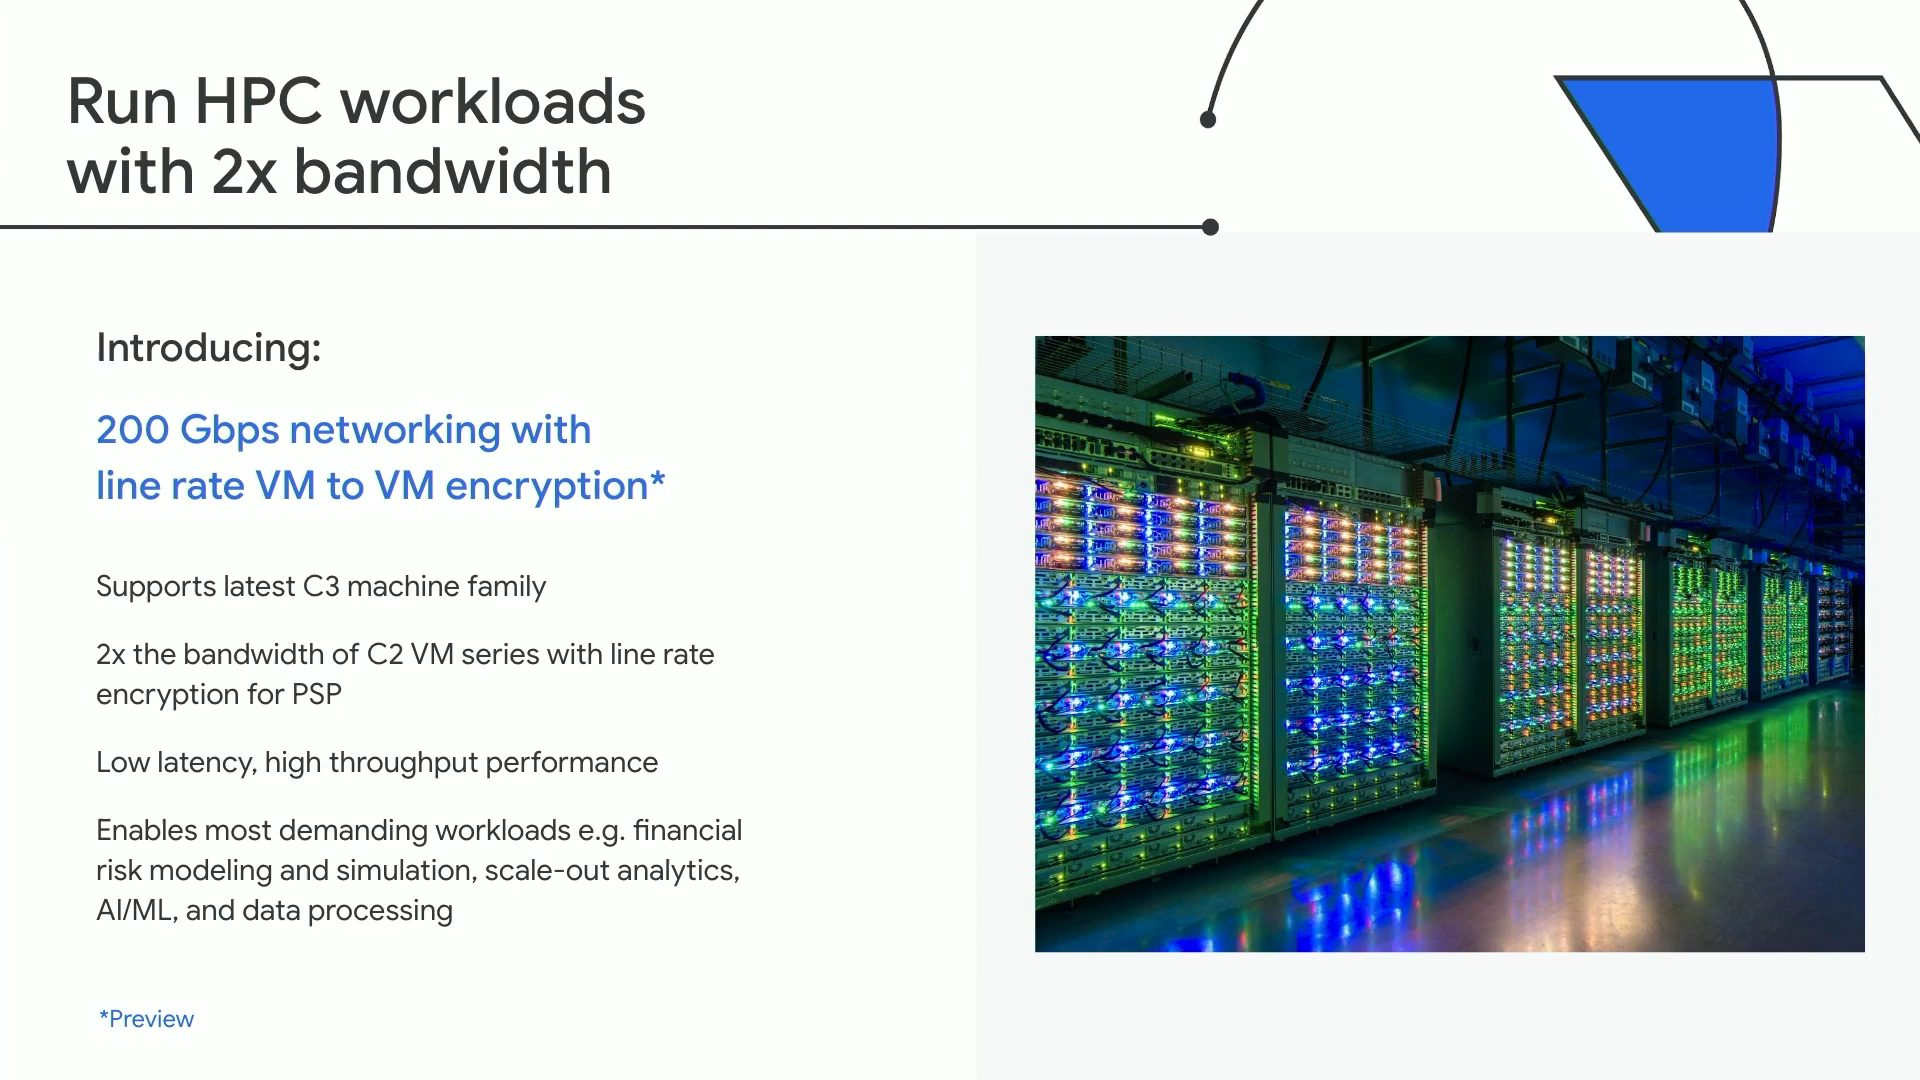 Run HPC workloads
with 2x bandwidth
Introducing:
200 Gbps networking with
line rate VM to VM encryption*
Supports latest C3 machine family
2x the bandwidth of C2 VM series with line rate
encryption for PSP
Low latency, high throughput performance
Enables most demanding workloads e.g. financial
risk modeling and simulation, scale-out analytics,
AI/ML, and data processing
*Preview